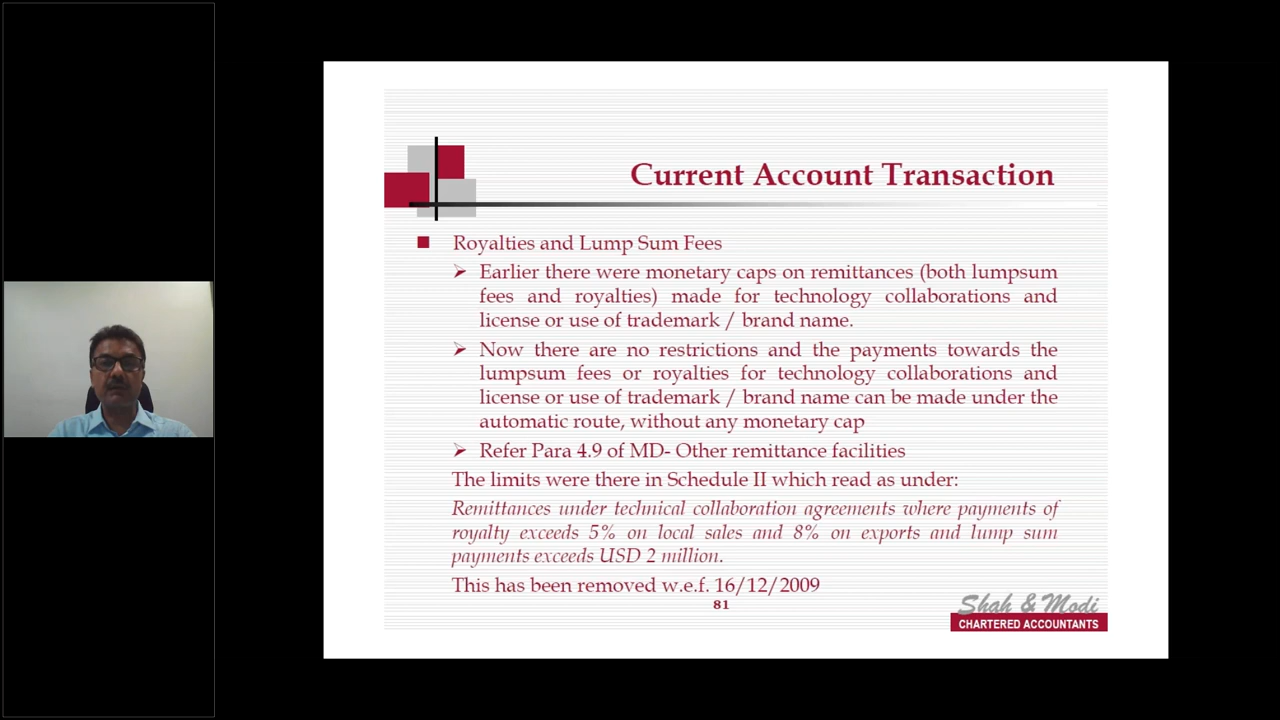 Current Account Transaction
Royalties and Lump Sum Fees
Earlier there were monetary caps on remittances (both lumpsum
fees and royalties) made for technology collaborations and
license or use of trademark / brand name.
Now there are no restrictions and the payments towards the
lumpsum fees or royalties for technology collaborations and
license or use of trademark / brand name can be made under the
automatic route, without any monetary cap
Refer Para 4.9 of MD- Other remittance facilities
The limits were there in Schedule II which read as under:
Remittances under technical collaboration agreements where payments of
royalty exceeds 5% on local sales and 8% on exports and lump sum
payments exceeds USD 2 million.
This has been removed w.e.f. 16/12/2009
81
Shah & Modi
CHARTERED ACCOUNTANTS